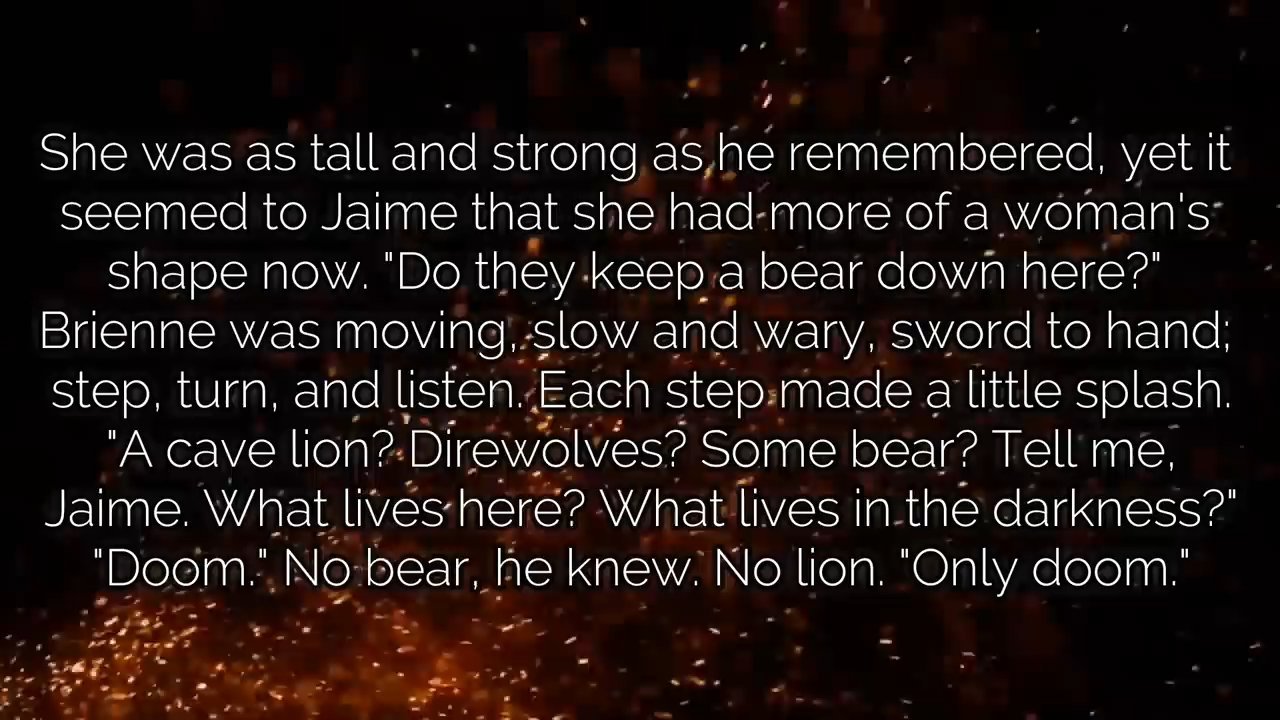 She was as tall and strong as he remembered, yet it
seemed to Jaime that she had more of a woman's
shape now. "Do they keep a bear down here?"
Brienne was moving, slow and wary, sword to hand;
step, turn, and listen. Each step made a little splash.
"A cave lion? Direwolves? Some bear? Tell me,
Jaime. What lives here? What lives in the darkness?"
"Doom." No bear, he knew. No lion. "Only doom."